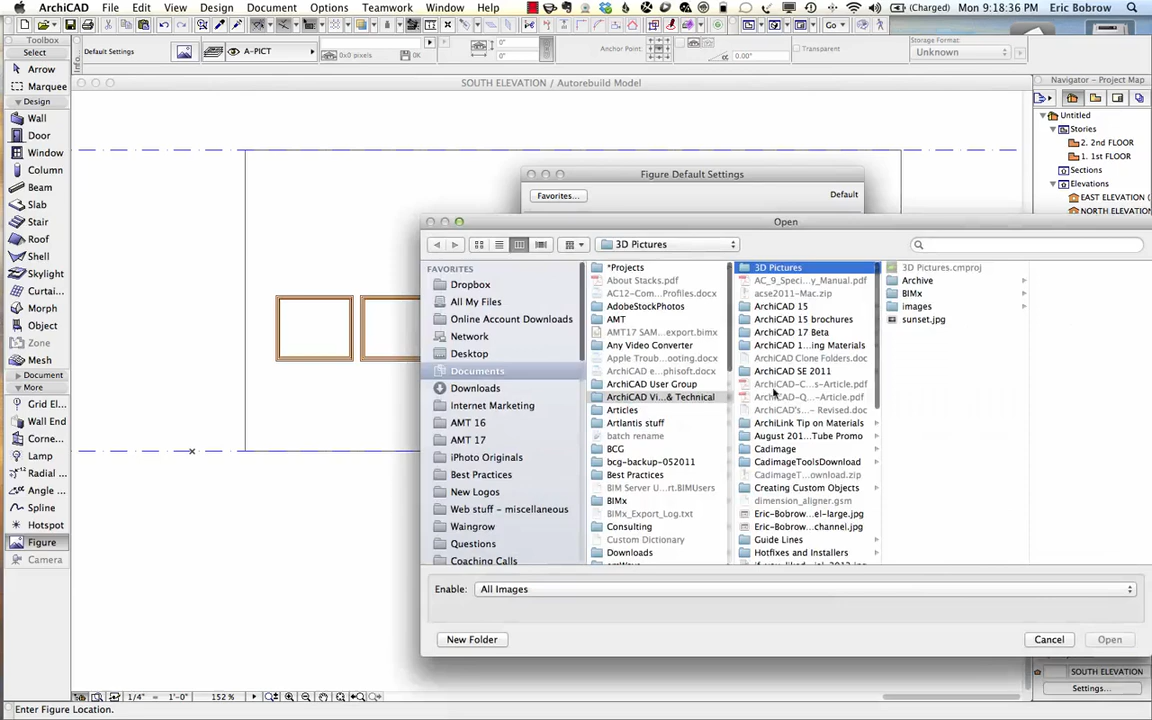 ArchiCAD File Edit View Design Document Options Teamwork Window Help (Charged) Mon 9:18:36 PM Eric Bobrow
Toolbox
Select
Arrow
Marquee
Design
Wall
Door
Window
Column
Beam
Slab
Stair
Roof
Shell
Skylight
Curtai...
Morph
Object
Zone
Mesh
Document
More
Grid El...
Wall End
Corne...
Lamp
Radial ...
Angle ...
Spline
Hotspot
Figure
Camera
Info.
Default Settings
A-PICT
0x0 pixels
0"
0"
Anchor Point:
0.00°
Transparent
Storage Format
Unknown
Go
SOUTH ELEVATION / Autorebuild Model
Figure Default Settings
Favorites...
Default
Open
3D Pictures
FAVORITES
Dropbox
All My Files
Online Account Downloads
Network
Desktop
Documents
Downloads
Internet Marketing
AMT 16
AMT 17
iPhoto Originals
Best Practices
New Logos
Web stuff - miscellaneous
Waingrow
Questions
Coaching Calls
*Projects
About Stacks.pdf
AC12-Com...Profiles.docx
AdobeStockPhotos
AMT
AMT17 SAM...export.bimx
Any Video Converter
Apple Troub...ooting.docx
ArchiCAD e...phisoft.docx
ArchiCAD User Group
ArchiCAD Vi...& Technical
Articles
Artlantis stuff
batch rename
BCG
bcg-backup-052011
Best Practices
BIM Server U...rt.BIMUsers
BIMx
BIMx_Export_Log.txt
Consulting
Custom Dictionary
Downloads
3D Pictures
AC_9_Speci...y_Manual.pdf
acse2011-Mac.zip
ArchiCAD 15
ArchiCAD 15 brochures
ArchiCAD 17 Beta
ArchiCAD 1...ing Materials
ArchiCAD Clone Folders.doc
ArchiCAD SE 2011
ArchiCAD-C...s-Article.pdf
ArchiCAD-Q...-Article.pdf
ArchiCAD's...- Revised.doc
ArchiLink Tip on Materials
August 201...Tube Promo
Cadimage
CadimageToolsDownload
CadimageT...ownload.zip
Creating Custom Objects
dimension_aligner.gsm
Eric-Bobrow...el-large.jpg
Eric-Bobrow...channel.jpg
Guide Lines
Hotfixes and Installers
3D Pictures.cmproj
Archive
BIMx
images
sunset.jpg
Enable: All Images
New Folder
Cancel
Open
Navigator - Project Map
Untitled
Stories
2. 2nd FLOOR
1. 1st FLOOR
Sections
Elevations
EAST ELEVATION (
NORTH ELEVATIO
SOUTH ELEVATION
Settings...
1/4" = 1'-0" 152 %
Enter Figure Location.